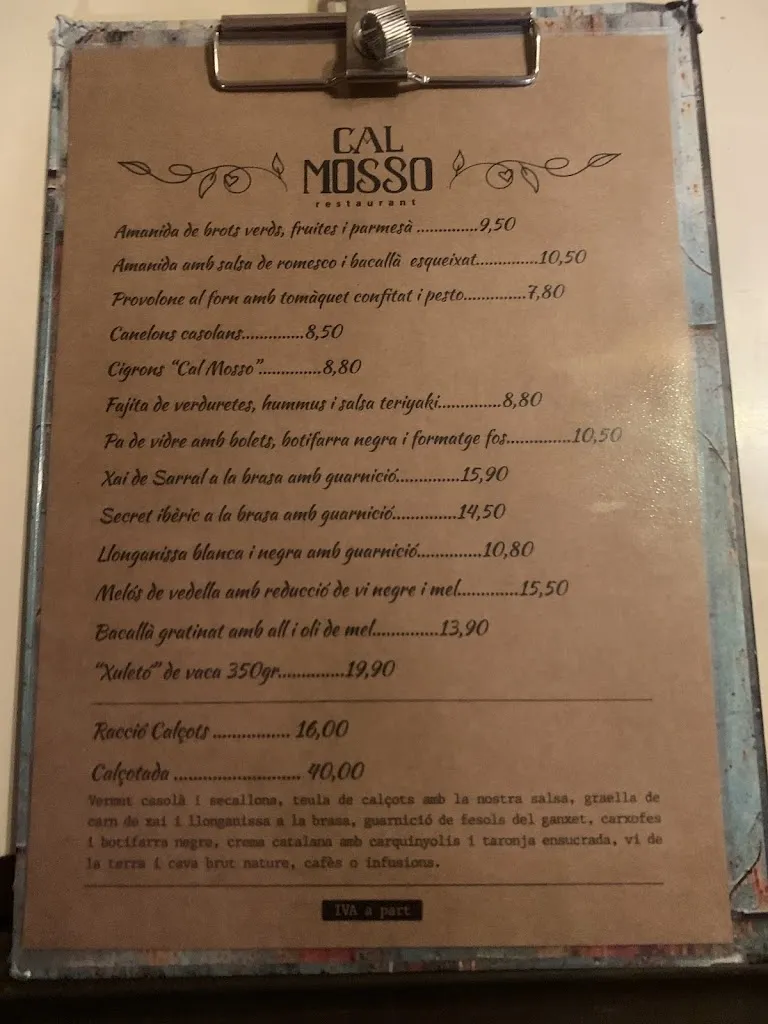 CAL
MOSSO
restaurant
Amanida de brots verds, fruites i parmesà ..............9,50
Amanida amb salsa de romesco i bacallà esqueixat..............10,50
Provolone al forn amb tomàquet confitat i pesto..............7,80
Canelons casolans..............8,50
Cigrons "Cal Mosso"..............8,80
Fajita de verduretes, hummus i salsa teriyaki..............8,80
Pa de vidre amb bolets, botifarra negra i formatge fos..............10,50
Xai de Sarral a la brasa amb guarnició..............15,90
Secret ibèric a la brasa amb guarnició..............14,50
Llonganissa blanca i negra amb guarnició..............10,80
Melós de vedella amb reducció de vi negre i mel..............15,50
Bacallà gratinat amb all i oli de mel..............13,90
"Xuletó" de vaca 350gr..............19,90
Racció Calçots ................ 16,00
Calçotada .......................... 40,00
Vermut casolà i secallona, teula de calçots amb la nostra salsa, graella de
carn de xai i llonganissa a la brasa, guarnició de fesols del ganxet, carxofes
i botifarra negre, crema catalana amb carquinyolis i taronja ensucrada, vi de
la terra i cava brut nature, cafès o infusions.
IVA a part